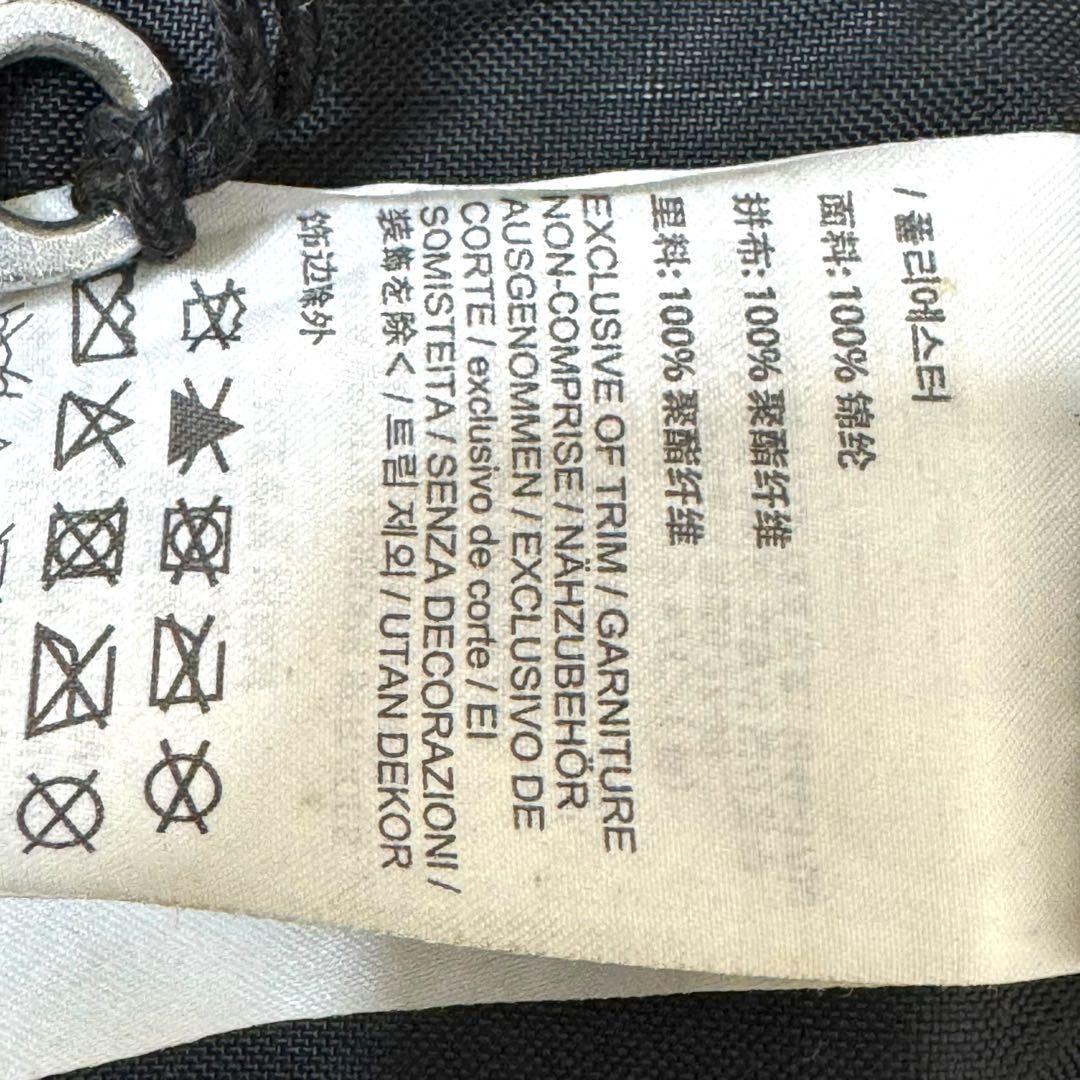 / 폴리에스터
面料: 100% 锦纶
拼布: 100% 聚酯纤维
里料: 100% 聚酯纤维
EXCLUSIVE OF TRIM / GARNITURE
NON-COMPRISE / NÄHZUBEHÖR
AUSGENOMMEN / EXCLUSIVO DE
CORTE / exclusivo de corte / EI
SOMISTEITA / SENZA DECORAZIONI /
装飾を除く / 트림 제외 / UTAN DEKOR
饰边除外